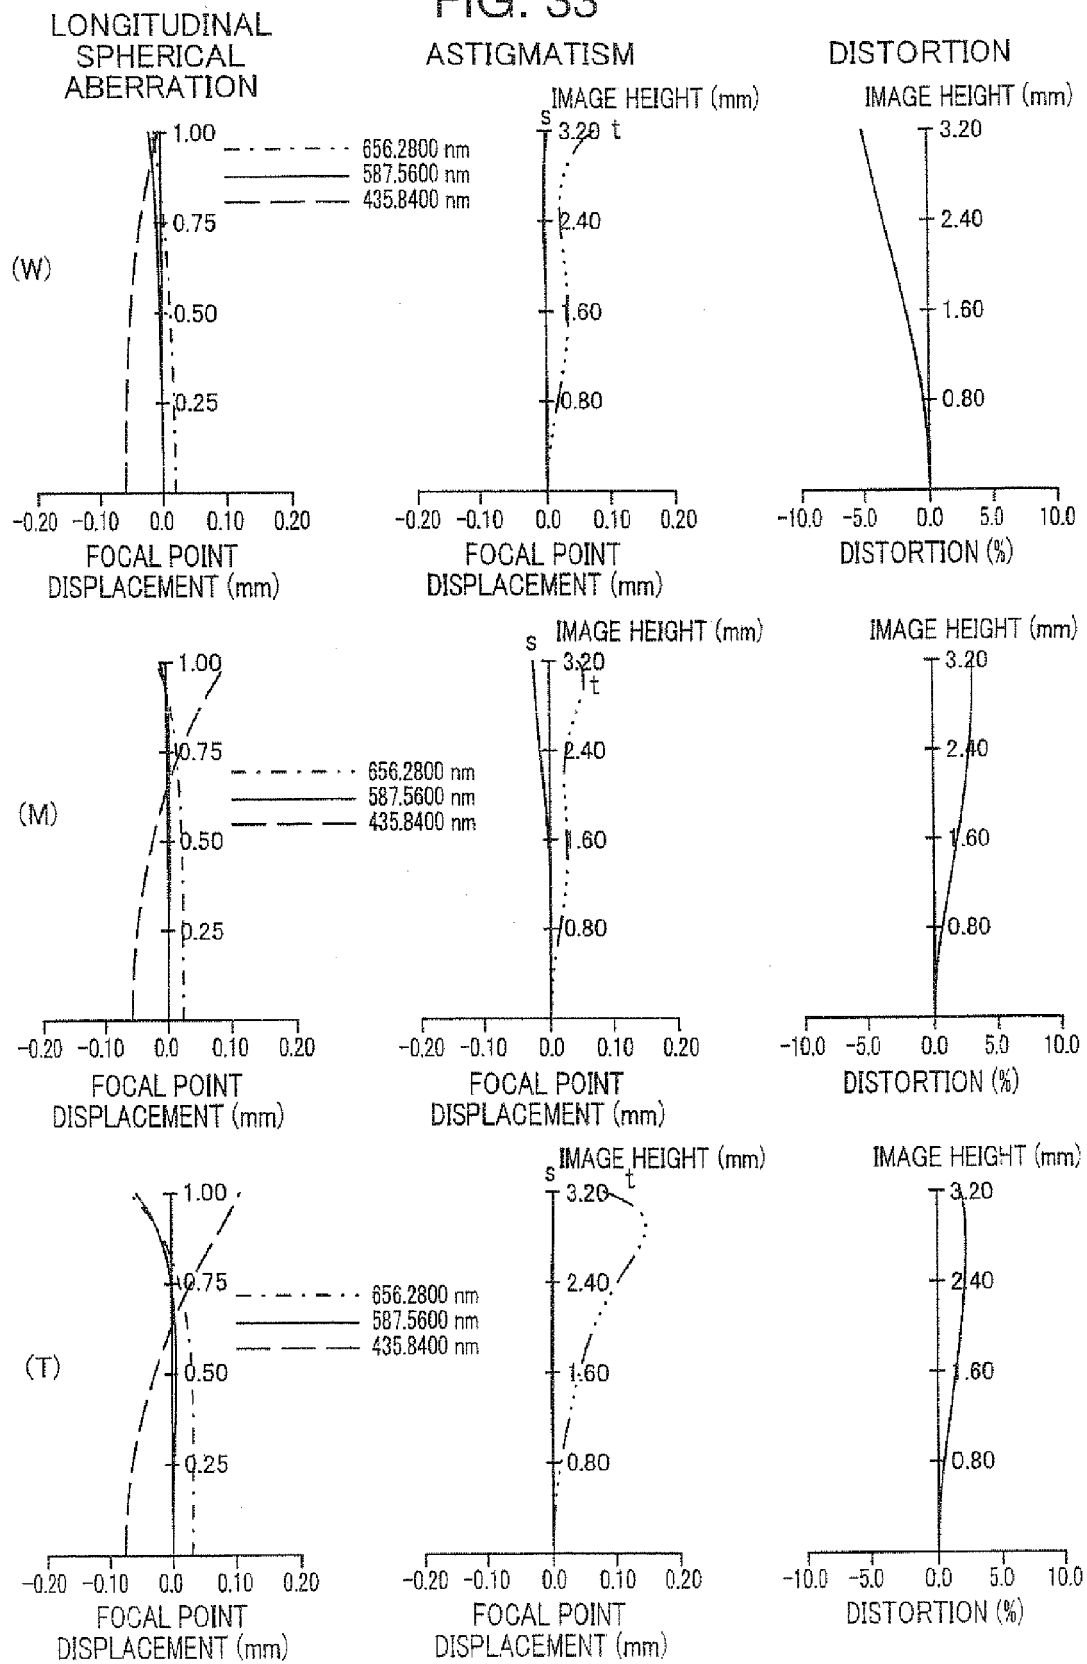 FIG. 33
LONGITUDINAL
SPHERICAL
ABERRATION
ASTIGMATISM
DISTORTION
IMAGE HEIGHT (mm)
IMAGE HEIGHT (mm)
(W)
1.00
0.75
0.50
0.25
-0.20 -0.10 0.0 0.10 0.20
FOCAL POINT
DISPLACEMENT (mm)
656.2800 nm
587.5600 nm
435.8400 nm
s 3.20 t
2.40
1.60
0.80
-0.20 -0.10 0.0 0.10 0.20
FOCAL POINT
DISPLACEMENT (mm)
3.20
2.40
1.60
0.80
-10.0 -5.0 0.0 5.0 10.0
DISTORTION (%)
(M)
1.00
0.75
0.50
0.25
-0.20 -0.10 0.0 0.10 0.20
FOCAL POINT
DISPLACEMENT (mm)
656.2800 nm
587.5600 nm
435.8400 nm
s IMAGE HEIGHT (mm)
3.20
t
2.40
1.60
0.80
-0.20 -0.10 0.0 0.10 0.20
FOCAL POINT
DISPLACEMENT (mm)
IMAGE HEIGHT (mm)
3.20
2.40
1.60
0.80
-10.0 -5.0 0.0 5.0 10.0
DISTORTION (%)
(T)
1.00
0.75
0.50
0.25
-0.20 -0.10 0.0 0.10 0.20
FOCAL POINT
DISPLACEMENT (mm)
656.2800 nm
587.5600 nm
435.8400 nm
s IMAGE HEIGHT (mm)
3.20 t
2.40
1.60
0.80
-0.20 -0.10 0.0 0.10 0.20
FOCAL POINT
DISPLACEMENT (mm)
IMAGE HEIGHT (mm)
3.20
2.40
1.60
0.80
-10.0 -5.0 0.0 5.0 10.0
DISTORTION (%)